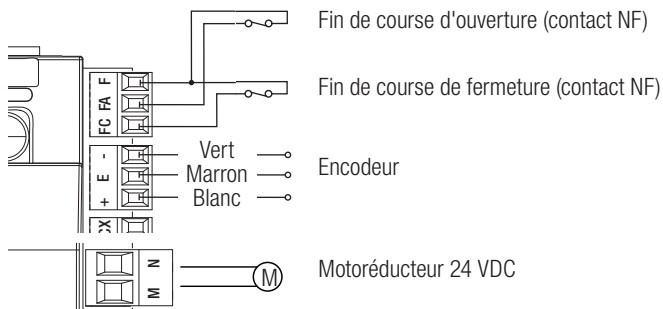 Fin de course d'ouverture (contact NF)
F
Fin de course de fermeture (contact NF)
FA
FC
- Vert
E Marron Encodeur
+ Blanc
CX
N
M M Motoréducteur 24 VDC